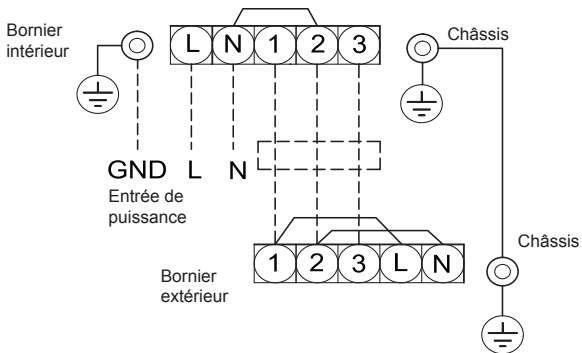 Bornier
intérieur
L N 1 2 3
Châssis
GND L N
Entrée de
puissance
1 2 3 L N
Châssis
Bornier
extérieur